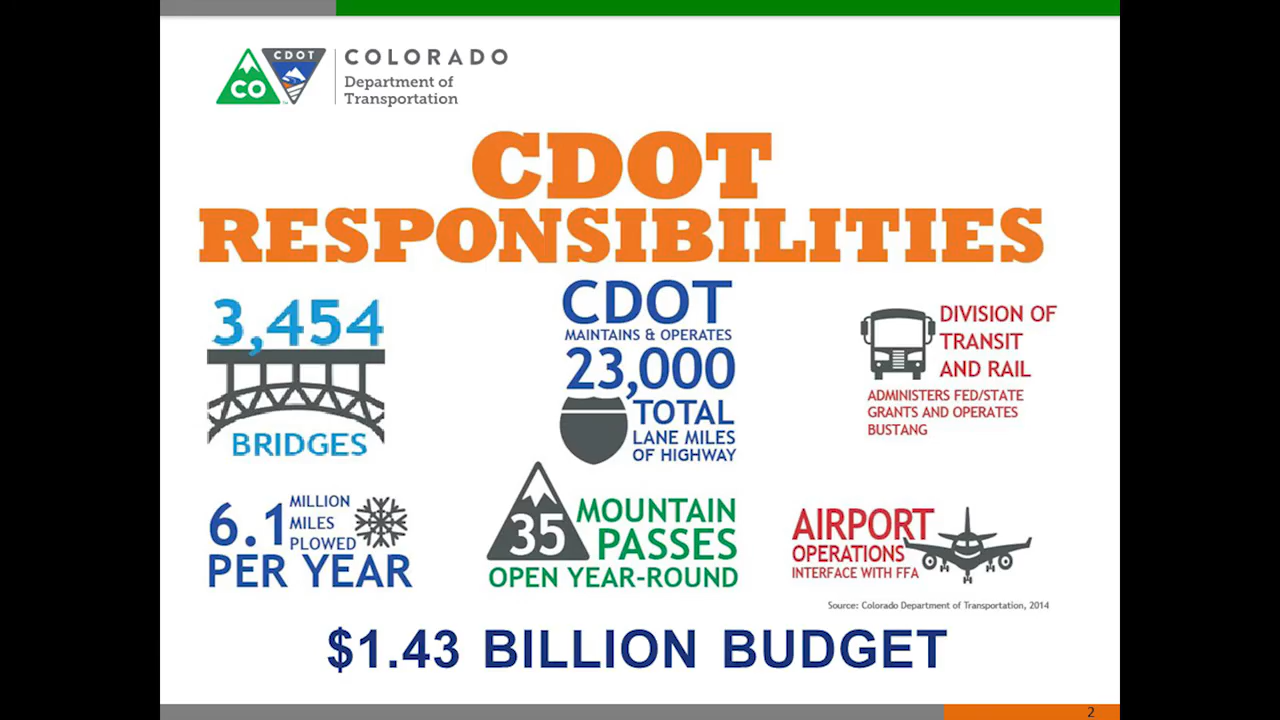 CO
CDOT
COLORADO
Department of
Transportation
CDOT
RESPONSIBILITIES
3,454
BRIDGES
CDOT
MAINTAINS & OPERATES
23,000
TOTAL
LANE MILES
OF HIGHWAY
DIVISION OF
TRANSIT
AND RAIL
ADMINISTERS FED/STATE
GRANTS AND OPERATES
BUSTANG
6.1 MILLION
MILES
PLOWED
PER YEAR
35 MOUNTAIN
PASSES
OPEN YEAR-ROUND
AIRPORT
OPERATIONS
INTERFACE WITH FFA
Source: Colorado Department of Transportation, 2014
$1.43 BILLION BUDGET
2